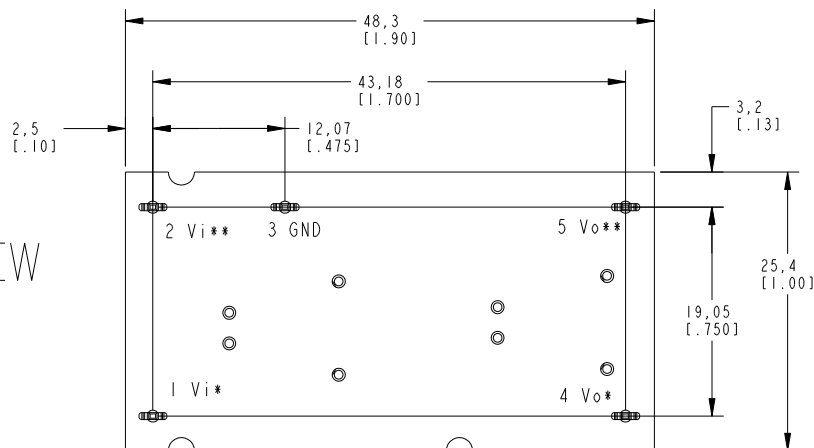 48,3
[1.90]
43,18
[1.700]
3,2
[.13]
2,5
[.10]
12,07
[.475]
2 Vi**
3 GND
5 Vo**
EW
25,4
[1.00]
19,05
[.750]
1 Vi*
4 Vo*